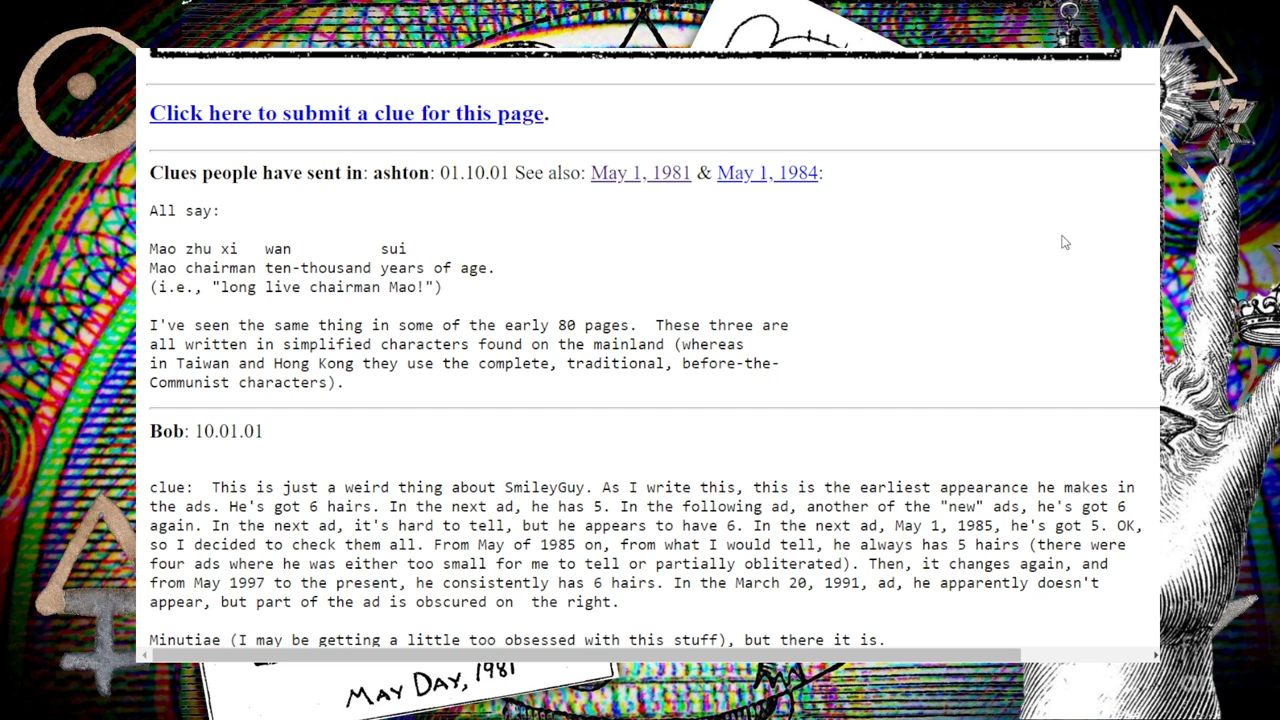 Click here to submit a clue for this page.
Clues people have sent in: ashton: 01.10.01 See also: May 1, 1981 & May 1, 1984:
All say:
Mao zhu xi   wan          sui
Mao chairman ten-thousand years of age.
(i.e., "long live chairman Mao!")
I've seen the same thing in some of the early 80 pages.  These three are
all written in simplified characters found on the mainland (whereas
in Taiwan and Hong Kong they use the complete, traditional, before-the-
Communist characters).
Bob: 10.01.01
clue:  This is just a weird thing about SmileyGuy. As I write this, this is the earliest appearance he makes in
the ads. He's got 6 hairs. In the next ad, he has 5. In the following ad, another of the "new" ads, he's got 6
again. In the next ad, it's hard to tell, but he appears to have 6. In the next ad, May 1, 1985, he's got 5. OK,
so I decided to check them all. From May of 1985 on, from what I would tell, he always has 5 hairs (there were
four ads where he was either too small for me to tell or partially obliterated). Then, it changes again, and
from May 1997 to the present, he consistently has 6 hairs. In the March 20, 1991, ad, he apparently doesn't
appear, but part of the ad is obscured on  the right.
Minutiae (I may be getting a little too obsessed with this stuff), but there it is.
MAY DAY, 1981